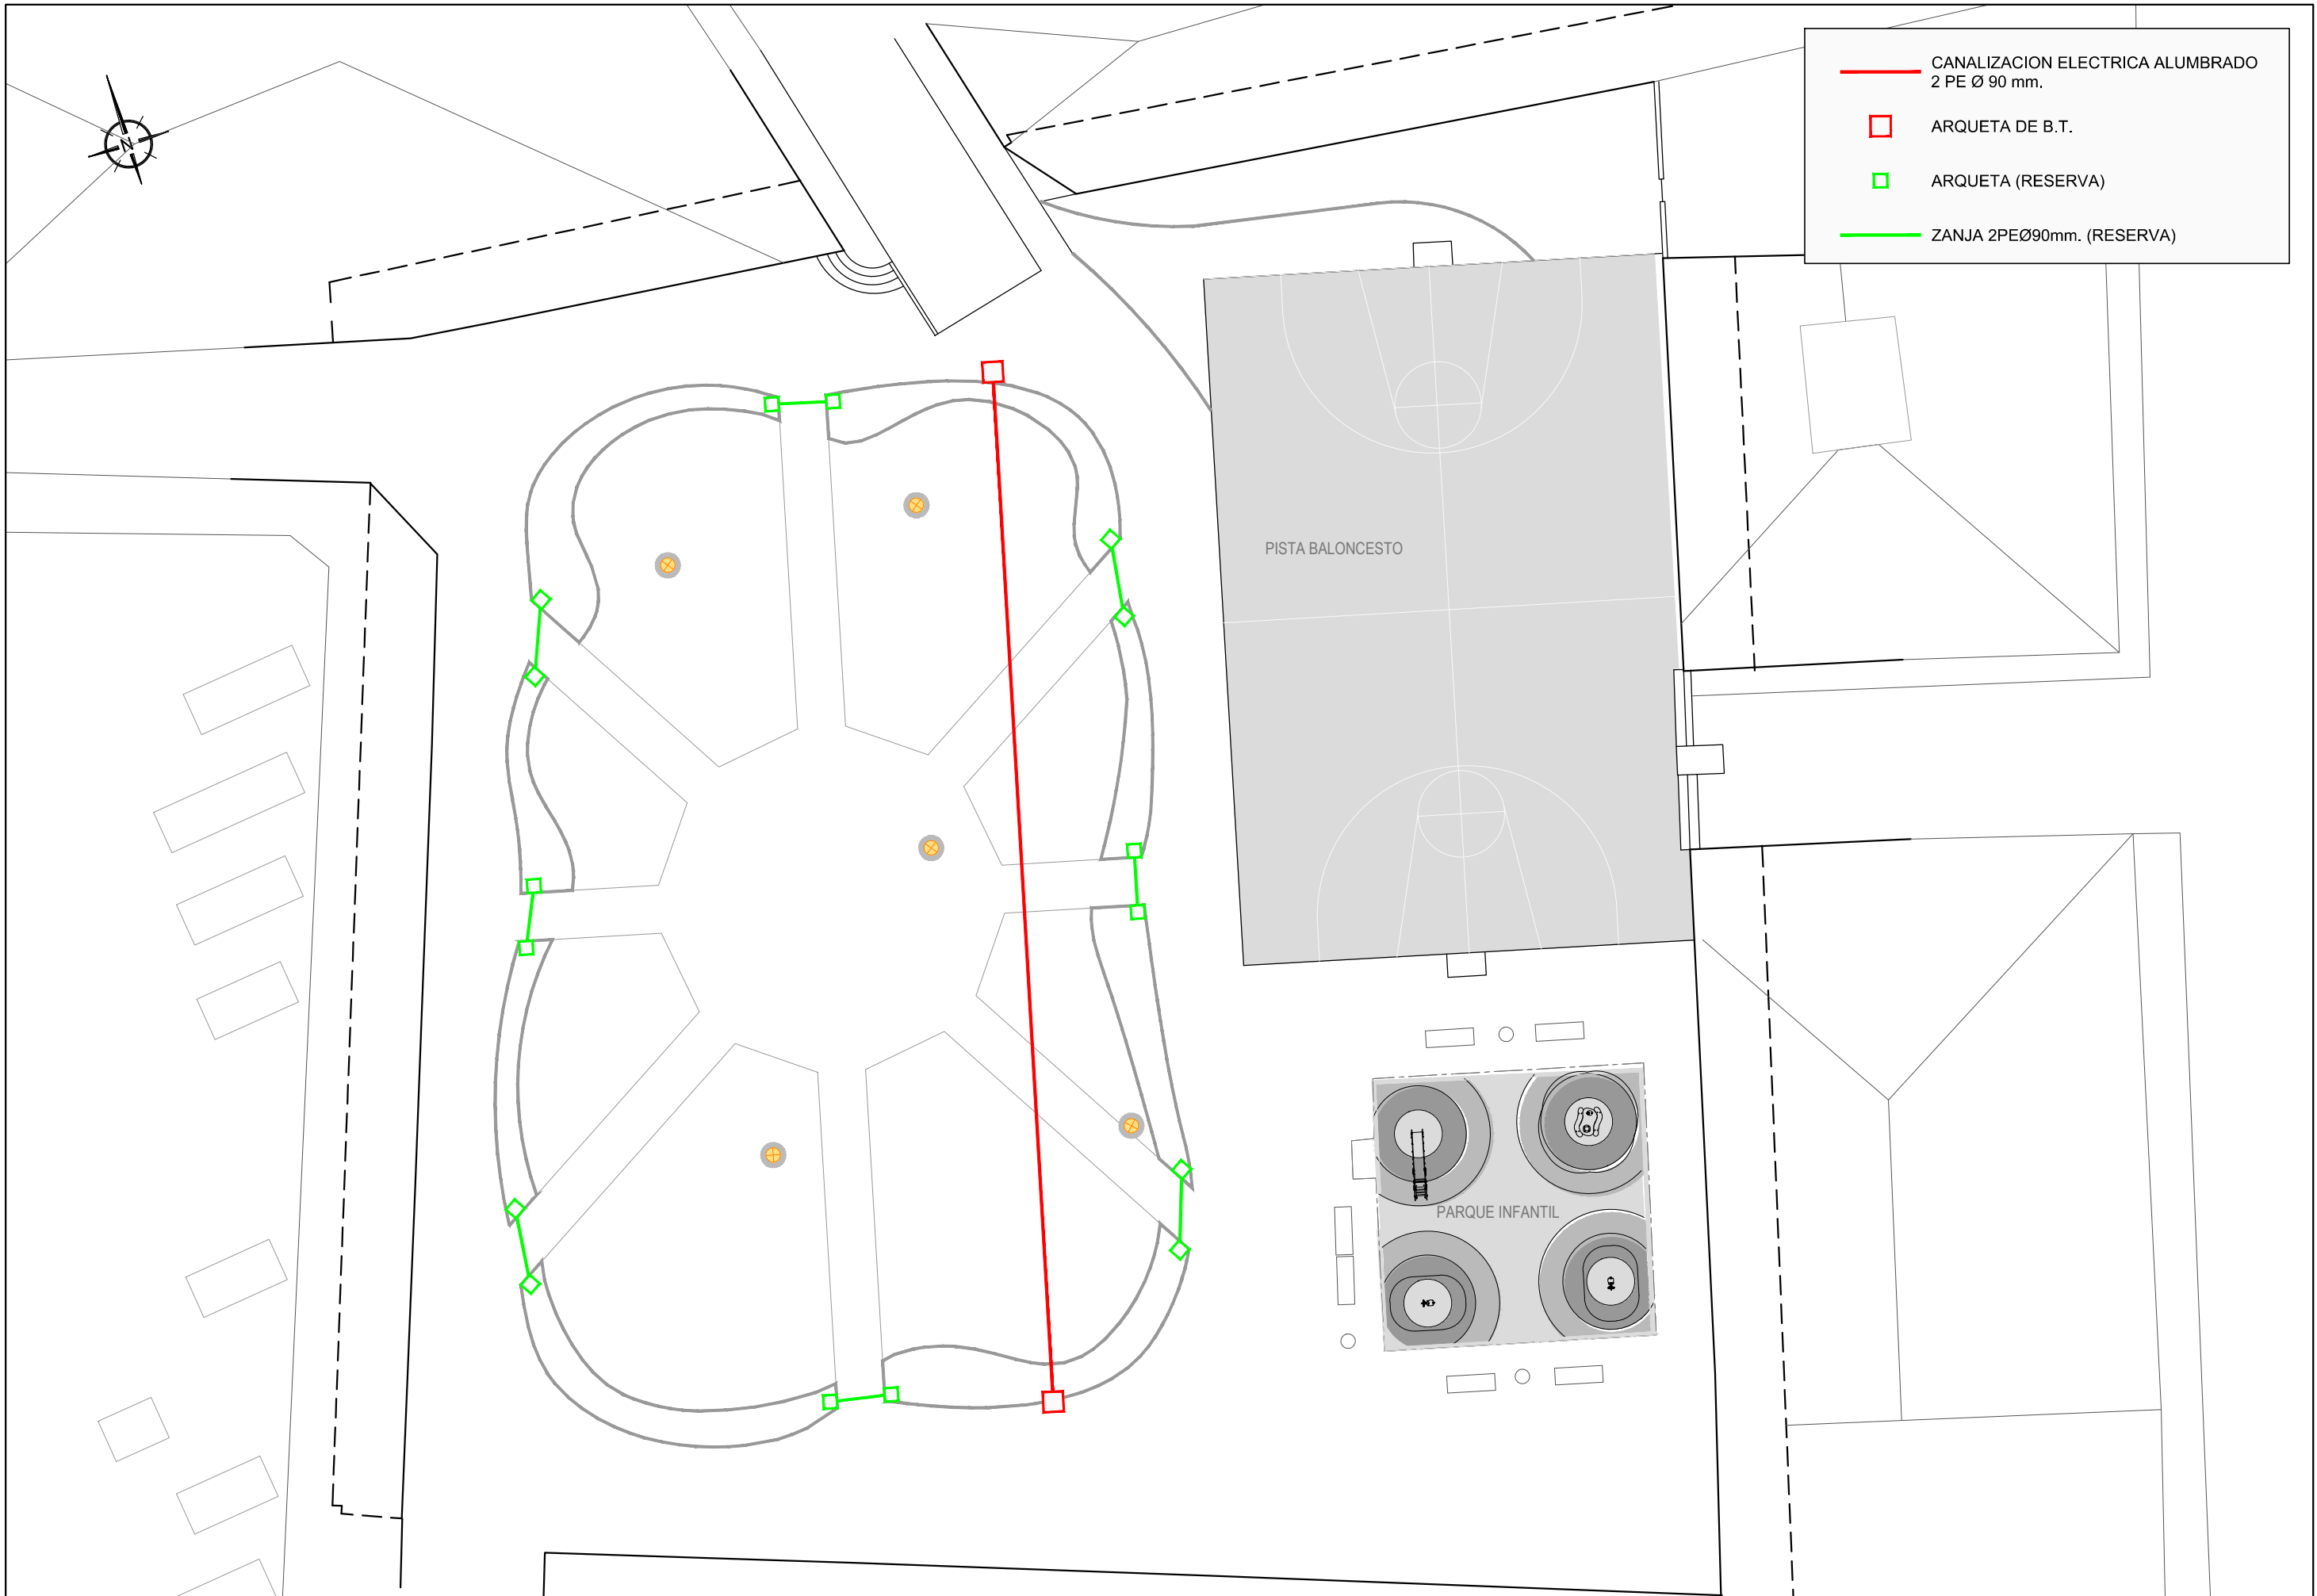 CANALIZACION ELECTRICA ALUMBRADO
2 PE Ø 90 mm.
ARQUETA DE B.T.
ARQUETA (RESERVA)
ZANJA 2PEØ90mm. (RESERVA)
N
PISTA BALONCESTO
PARQUE INFANTIL